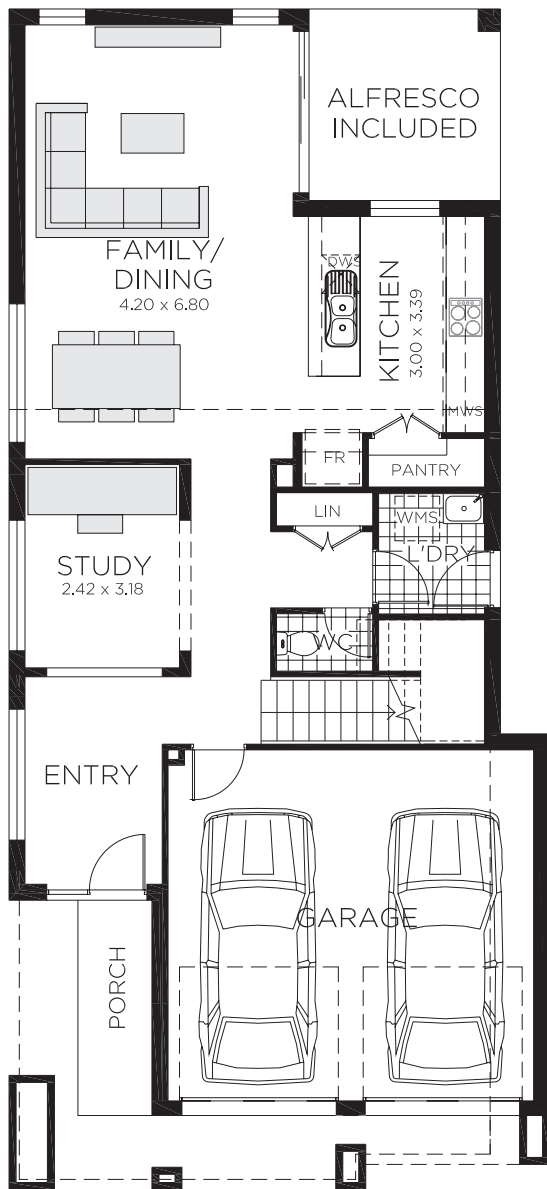 ALFRESCO
INCLUDED
FAMILY/
DINING
4.20 x 6.80
DWS
KITCHEN
3.00 x 3.39
MWS
FR
PANTRY
LIN
WMS
L'DRY
STUDY
2.42 x 3.18
WC
ENTRY
GARAGE
PORCH